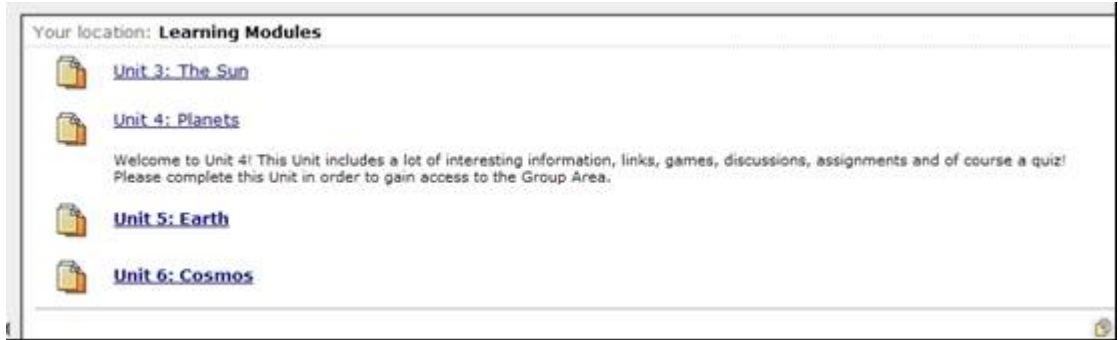 Your location: Learning Modules
Unit 3: The Sun
Unit 4: Planets
Welcome to Unit 4! This Unit includes a lot of interesting information, links, games, discussions, assignments and of course a quiz!
Please complete this Unit in order to gain access to the Group Area.
Unit 5: Earth
Unit 6: Cosmos